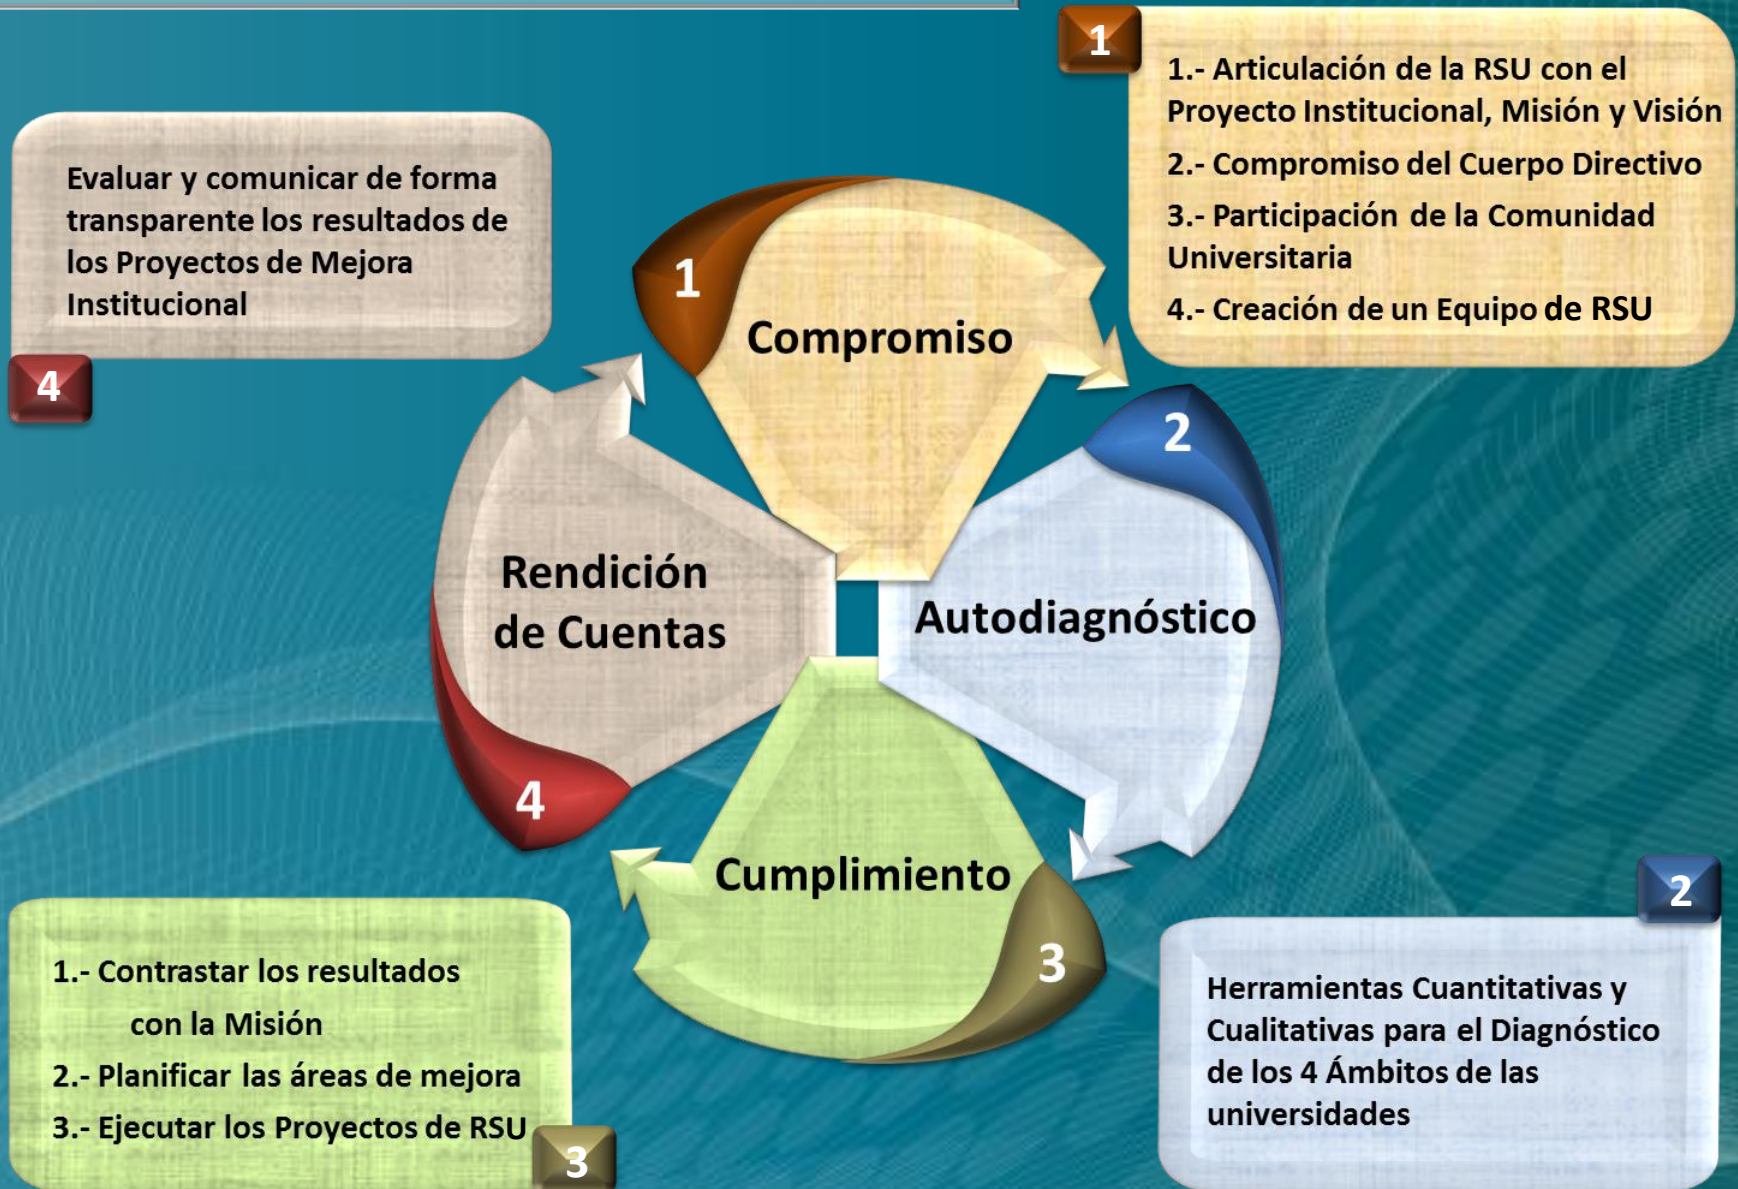 1
1.- Articulación de la RSU con el
Proyecto Institucional, Misión y Visión
2.- Compromiso del Cuerpo Directivo
3.- Participación de la Comunidad
Universitaria
4.- Creación de un Equipo de RSU
Evaluar y comunicar de forma
transparente los resultados de
los Proyectos de Mejora
Institucional
4
1
Compromiso
2
Autodiagnóstico
Rendición
de Cuentas
4
Cumplimiento
3
1.- Contrastar los resultados
con la Misión
2.- Planificar las áreas de mejora
3.- Ejecutar los Proyectos de RSU
3
2
Herramientas Cuantitativas y
Cualitativas para el Diagnóstico
de los 4 Ámbitos de las
universidades